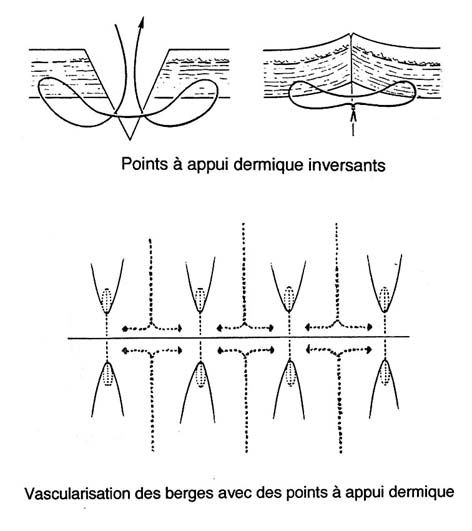 Points à appui dermique inversants
Vascularisation des berges avec des points à appui dermique